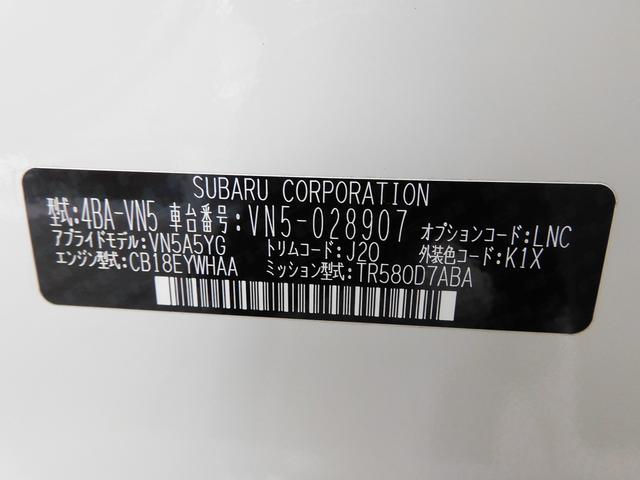 SUBARU CORPORATION
型式:4BA-VN5 車台番号:VN5-028907 オプションコード:LNC
アプライドモデル:VN5A5YG トリムコード:J20 外装色コード:K1X
エンジン型式:CB18EYWHAA ミッション型式:TR580D7ABA